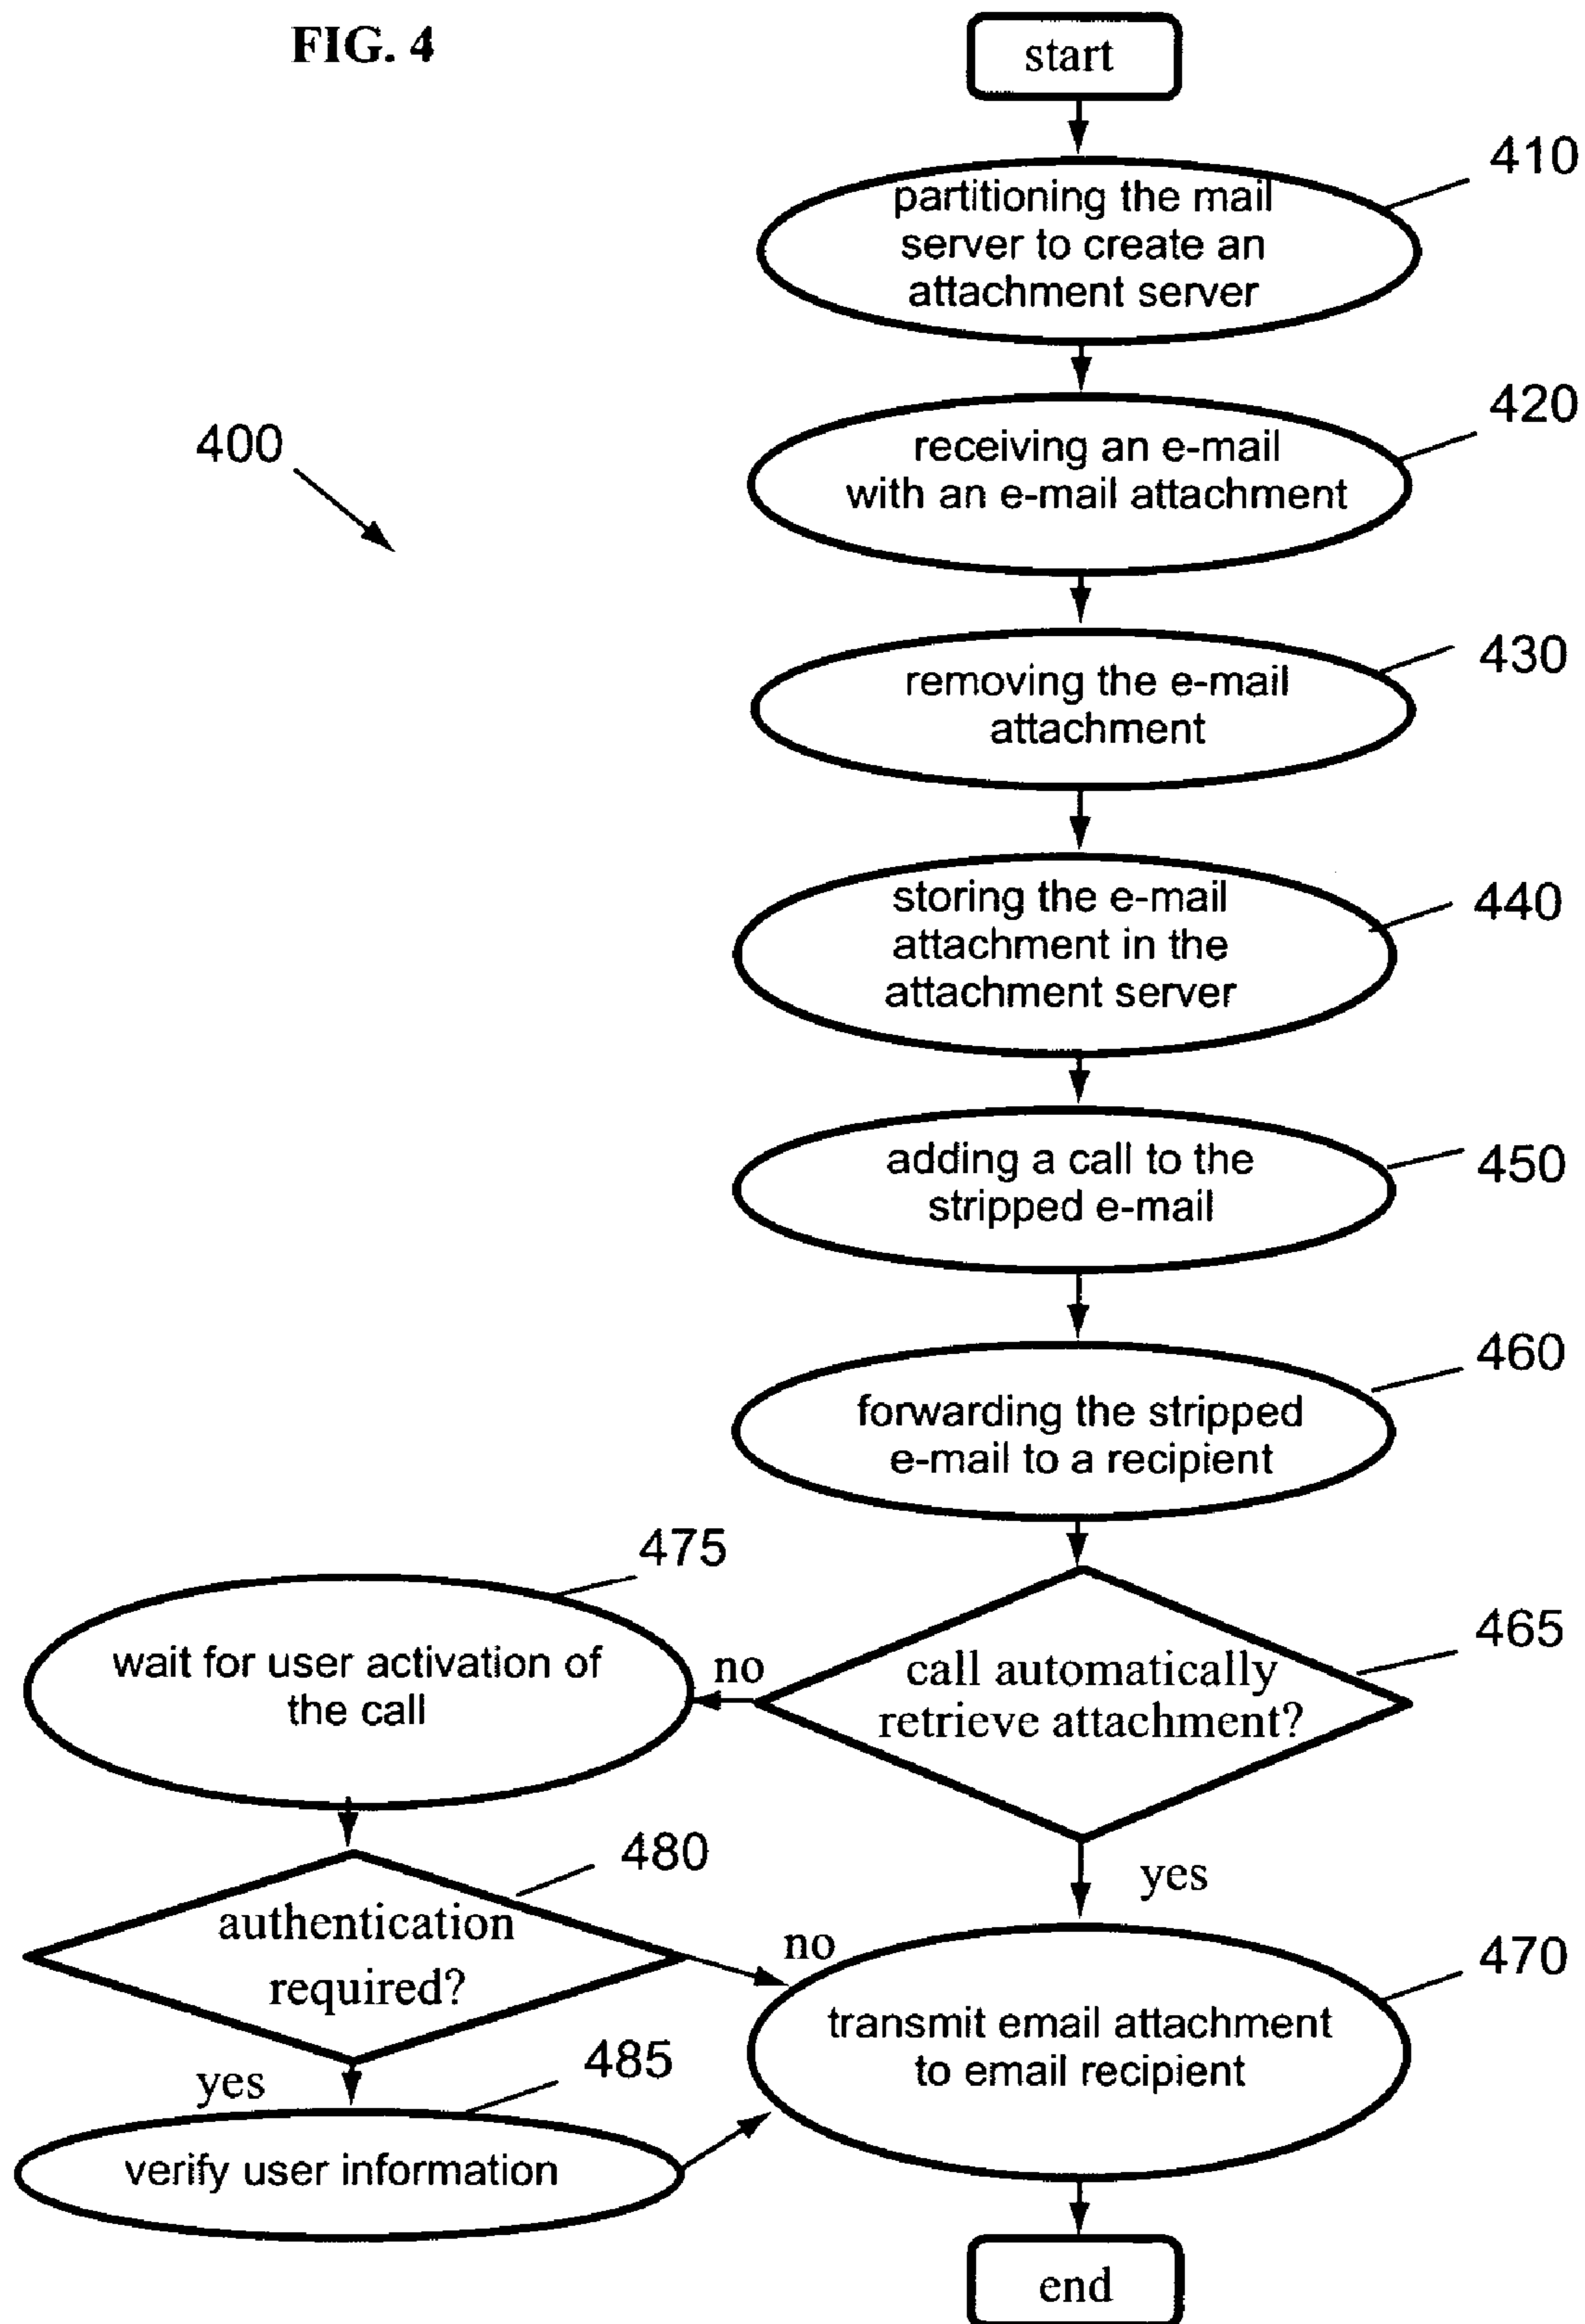 FIG. 4
start
410
partitioning the mail
server to create an
attachment server
420
receiving an e-mail
with an e-mail attachment
400
430
removing the e-mail
attachment
440
storing the e-mail
attachment in the
attachment server
450
adding a call to the
stripped e-mail
460
forwarding the stripped
e-mail to a recipient
475
wait for user activation of
the call
no
465
call automatically
retrieve attachment?
yes
480
authentication
required?
no
470
transmit email attachment
to email recipient
yes
485
verify user information
end